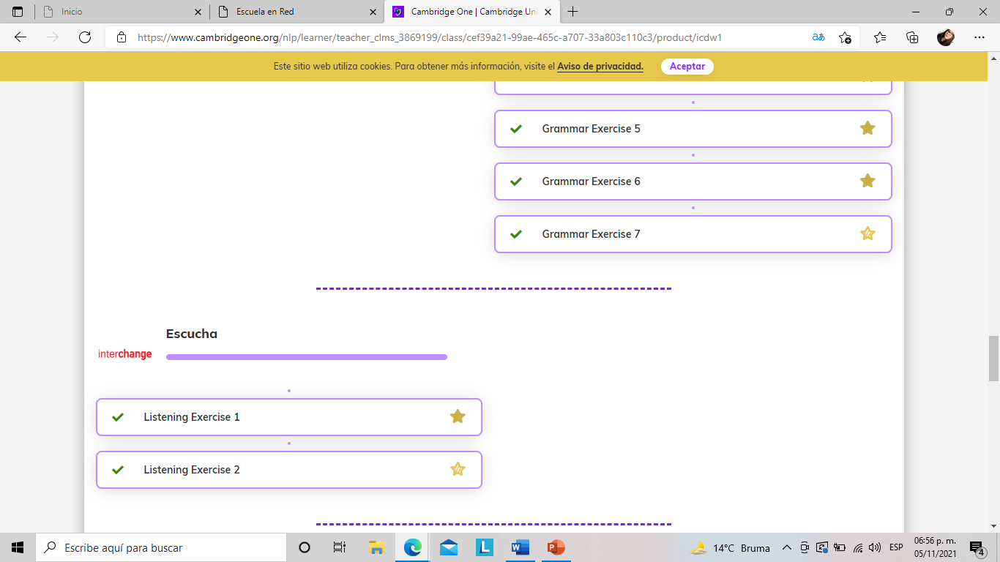 Inicio
Escuela en Red
Cambridge One | Cambridge Uni
https://www.cambridgeone.org/nlp/learner/teacher_clms_3869199/class/cef39a21-99ae-465c-a707-33a803c110c3/product/icdw1
aあ
Este sitio web utiliza cookies. Para obtener más información, visite el Aviso de privacidad. Aceptar
Grammar Exercise 5
Grammar Exercise 6
Grammar Exercise 7
Escucha
interchange
Listening Exercise 1
Listening Exercise 2
Escribe aquí para buscar
L
W
P
14°C Bruma
ESP
06:56 p. m.
05/11/2021
4